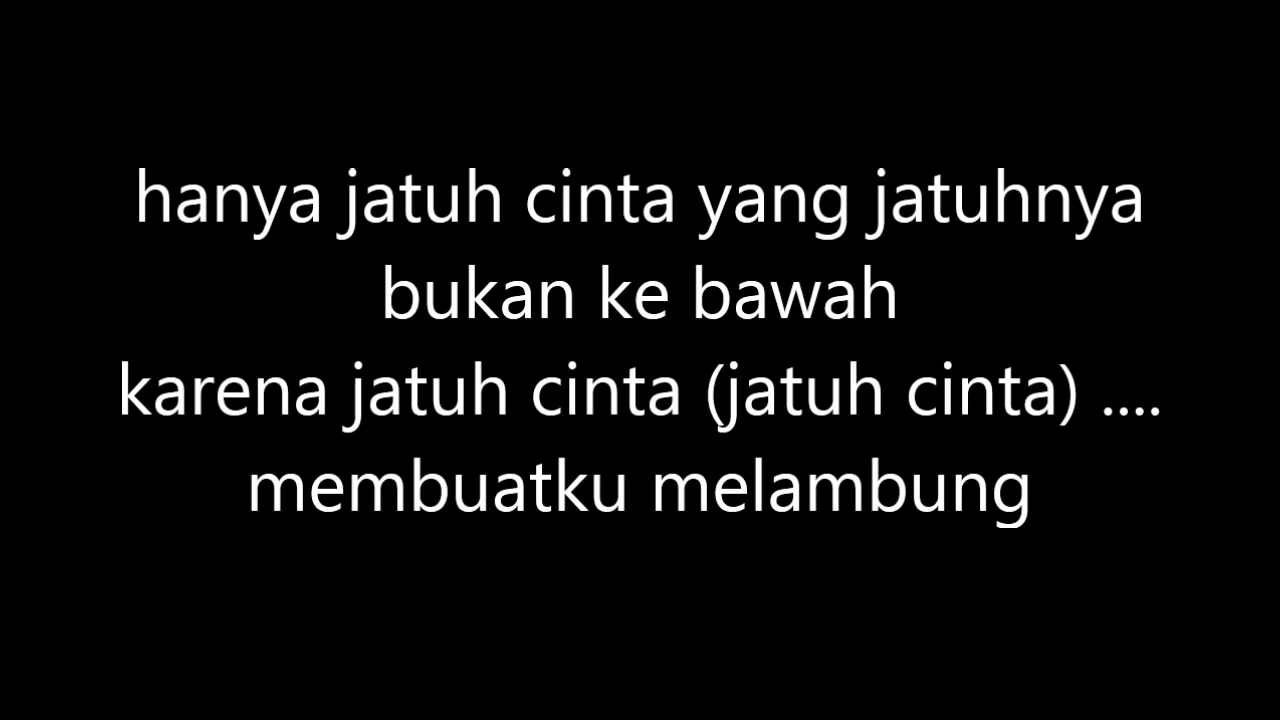 hanya jatuh cinta yang jatuhnya
bukan ke bawah
karena jatuh cinta (jatuh cinta) ....
membuatku melambung